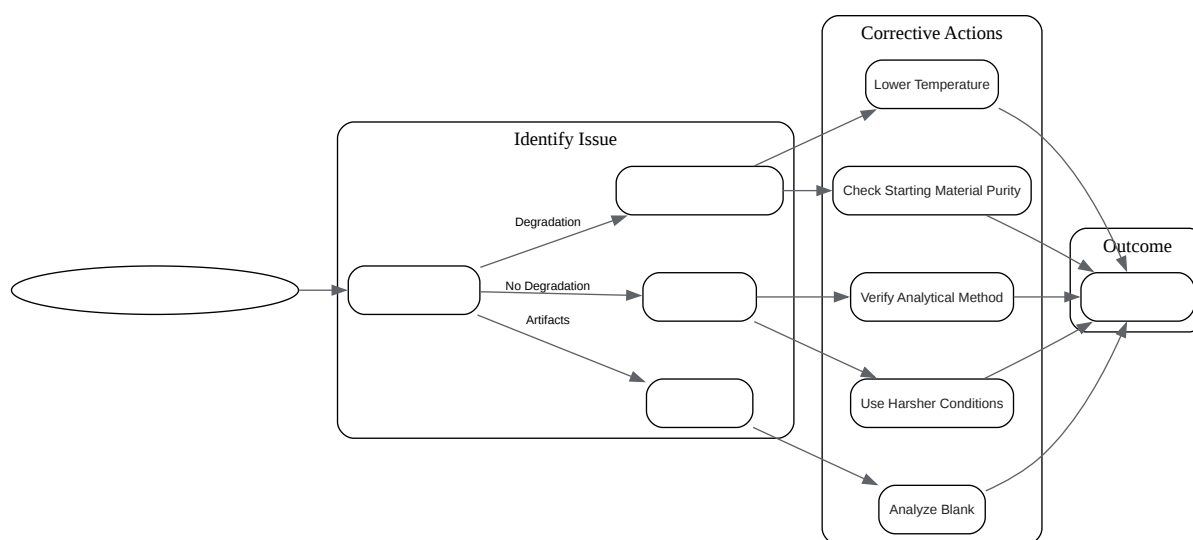 Corrective Actions
Lower Temperature
Identify Issue
Check Starting Material Purity
Degradation
Outcome
No Degradation
Verify Analytical Method
Artifacts
Use Harsher Conditions
Analyze Blank